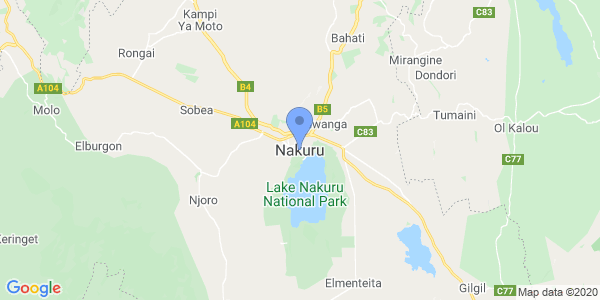 Kampi
Ya Moto
C83
Bahati
Rongai
Mirangine
Dondori
A104
B4
Molo
Sobea
B5
A104
wanga
C83
Tumaini
Ol Kalou
Elburgon
Nakuru
C77
Lake Nakuru
National Park
Njoro
Keringet
Elmenteita
Gilgil
C77
Google
Map data ©2020